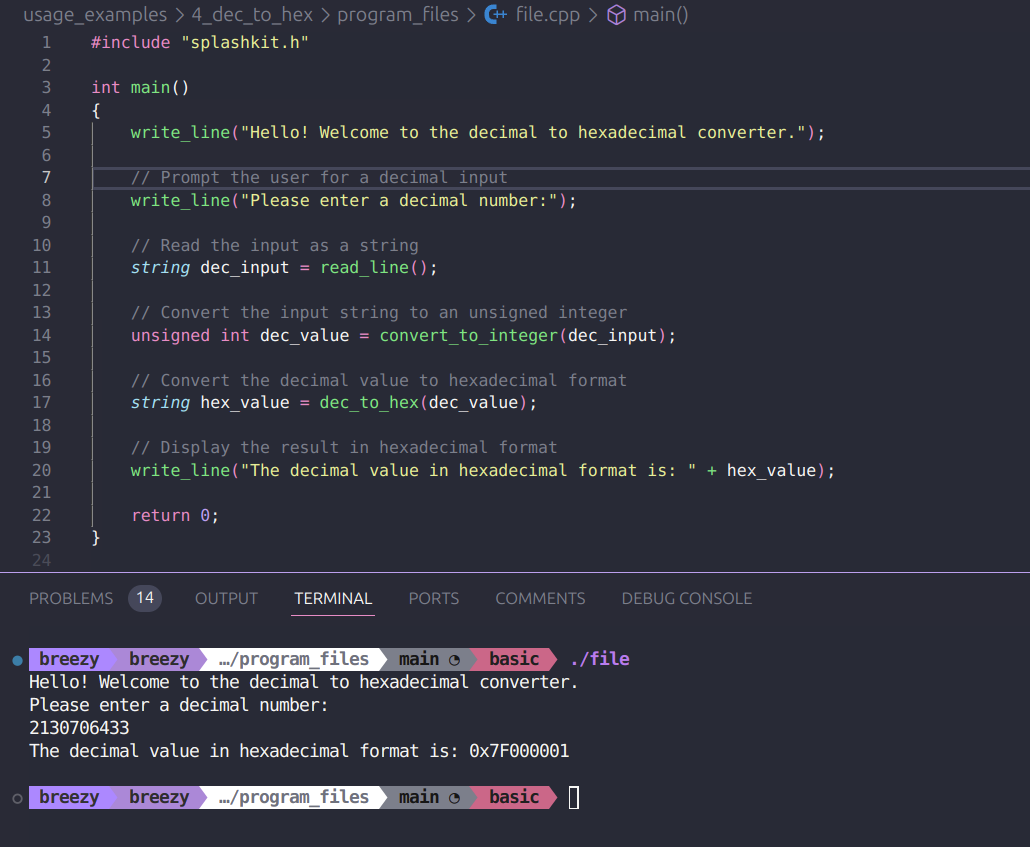 usage_examples > 4_dec_to_hex > program_files > C++ file.cpp > main()
1 #include "splashkit.h"
2
3 int main()
4 {
5     write_line("Hello! Welcome to the decimal to hexadecimal converter.");
6
7     // Prompt the user for a decimal input
8     write_line("Please enter a decimal number:");
9
10     // Read the input as a string
11     string dec_input = read_line();
12
13     // Convert the input string to an unsigned integer
14     unsigned int dec_value = convert_to_integer(dec_input);
15
16     // Convert the decimal value to hexadecimal format
17     string hex_value = dec_to_hex(dec_value);
18
19     // Display the result in hexadecimal format
20     write_line("The decimal value in hexadecimal format is: " + hex_value);
21
22     return 0;
23 }
24
PROBLEMS 14 OUTPUT TERMINAL PORTS COMMENTS DEBUG CONSOLE
breezy breezy …/program_files main basic ./file
Hello! Welcome to the decimal to hexadecimal converter.
Please enter a decimal number:
2130706433
The decimal value in hexadecimal format is: 0x7F000001
breezy breezy …/program_files main basic